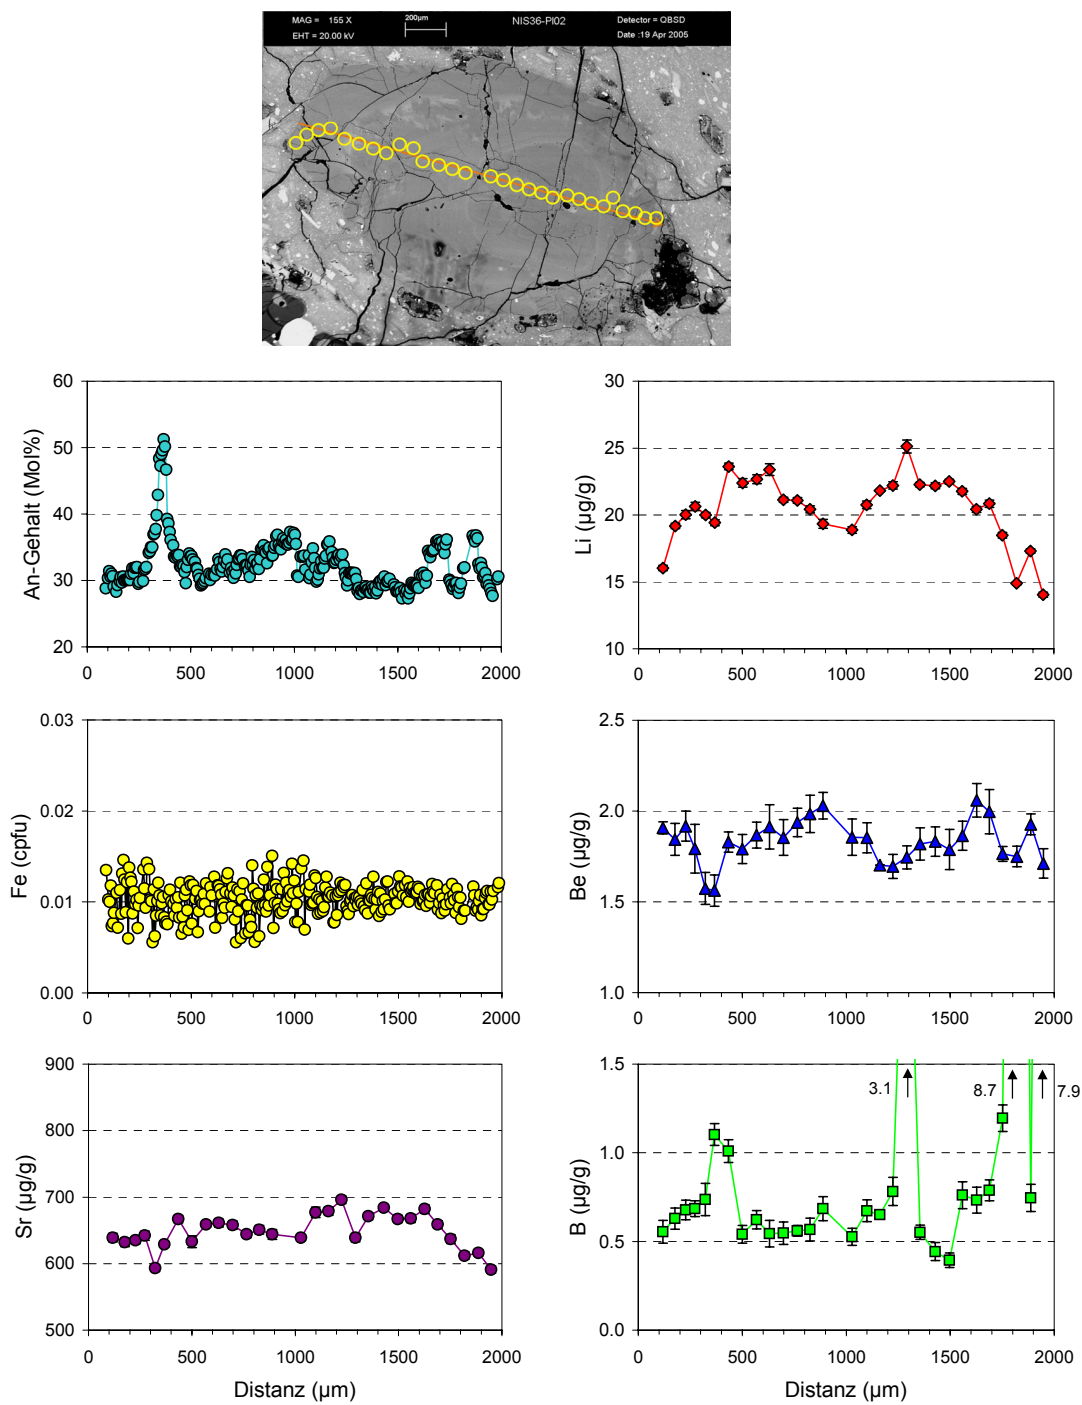 MAG = 155 X 200µm NIS36-Pl02 Detector = QBSD
EHT = 20.00 kV Date :19 Apr 2005
An-Gehalt (Mol%)
60
50
40
30
20
0 500 1000 1500 2000
Li (µg/g)
30
25
20
15
10
0 500 1000 1500 2000
Fe (cpfu)
0.03
0.02
0.01
0.00
0 500 1000 1500 2000
Be (µg/g)
2.5
2.0
1.5
1.0
0 500 1000 1500 2000
Sr (µg/g)
900
800
700
600
500
0 500 1000 1500 2000
Distanz (µm)
B (µg/g)
1.5
1.0
0.5
0.0
3.1 8.7 7.9
0 500 1000 1500 2000
Distanz (µm)